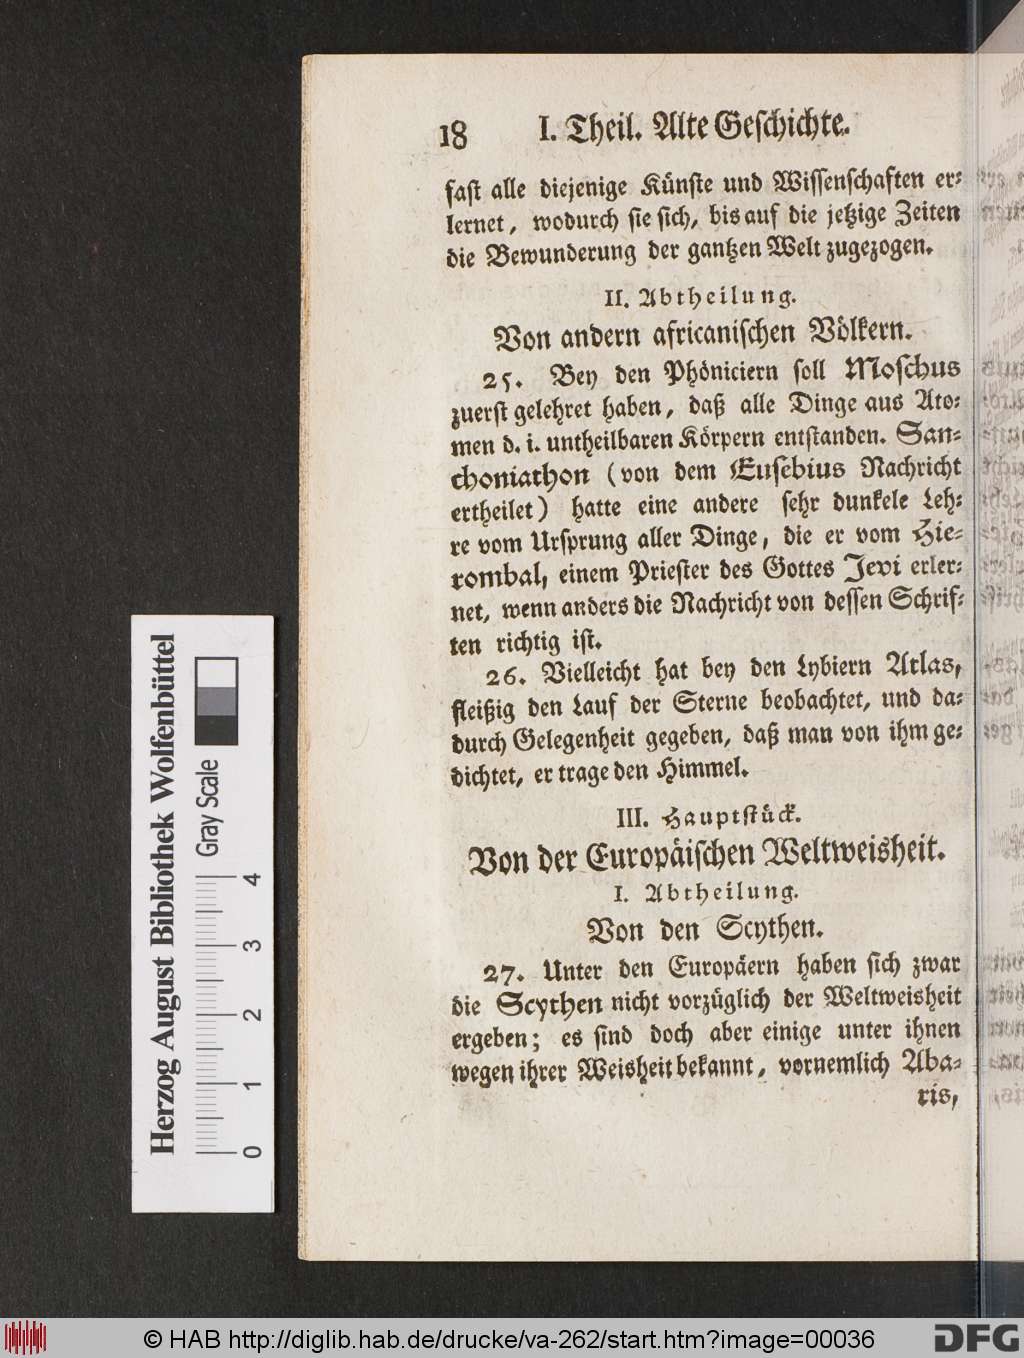 18 I. Theil. Alte Geschichte.
fast alle diejenige Künste und Wissenschaften er-
lernet, wodurch sie sich, bis auf die jetzige Zeiten
die Bewunderung der gantzen Welt zugezogen.
II. Abtheilung.
Von andern africanischen Völkern.
25. Bey den Phöniciern soll Moschus
zuerst gelehret haben, daß alle Dinge aus Ato-
men d. i. untheilbaren Körpern entstanden. San-
choniathon (von dem Eusebius Nachricht
ertheilet) hatte eine andere sehr dunkele Leh-
re vom Ursprung aller Dinge, die er vom Hie-
rombal, einem Priester des Gottes Jevi erler-
net, wenn anders die Nachricht von dessen Schrif-
ten richtig ist.
26. Vielleicht hat bey den Lybiern Atlas,
fleißig den Lauf der Sterne beobachtet, und da-
durch Gelegenheit gegeben, daß man von ihm ge-
dichtet, er trage den Himmel.
III. Hauptstück.
Von der Europäischen Weltweisheit.
I. Abtheilung.
Von den Scythen.
27. Unter den Europäern haben sich zwar
die Scythen nicht vorzüglich der Weltweisheit
ergeben; es sind doch aber einige unter ihnen
wegen ihrer Weisheit bekannt, vornemlich Aba-
ris,
Herzog August Bibliothek Wolfenbüttel
Gray Scale
0 1 2 3 4
© HAB http://diglib.hab.de/drucke/va-262/start.htm?image=00036
DFG